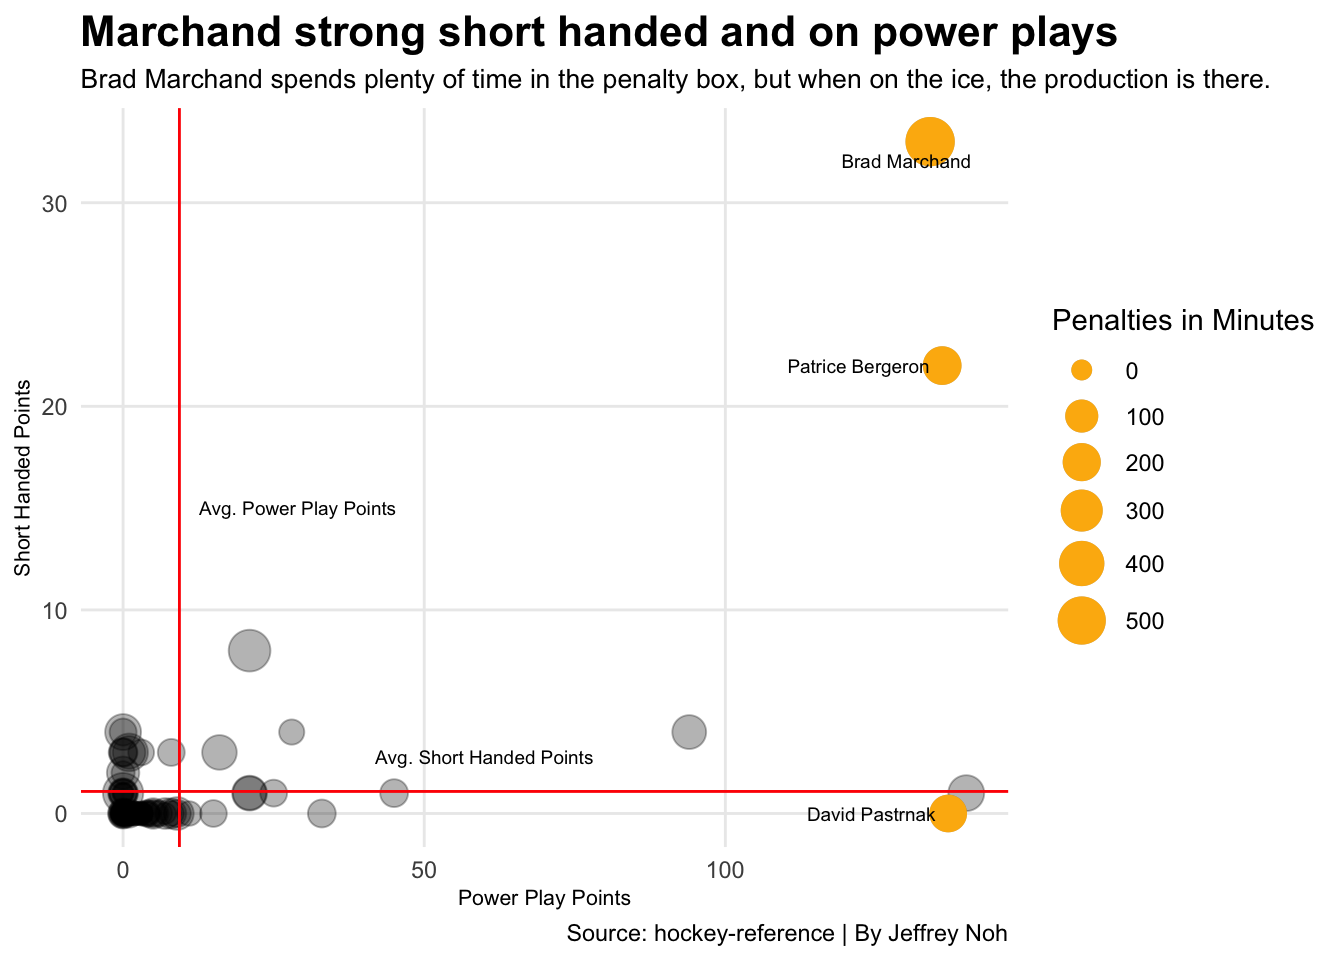 Marchand strong short handed and on power plays
Brad Marchand spends plenty of time in the penalty box, but when on the ice, the production is there.
Brad Marchand
30
Penalties in Minutes
Patrice Bergeron
0
100
20
200
Short Handed Points
Avg. Power Play Points
300
400
10
500
Avg. Short Handed Points
0
David Pastrnak
0
50
100
Power Play Points
Source: hockey-reference | By Jeffrey Noh